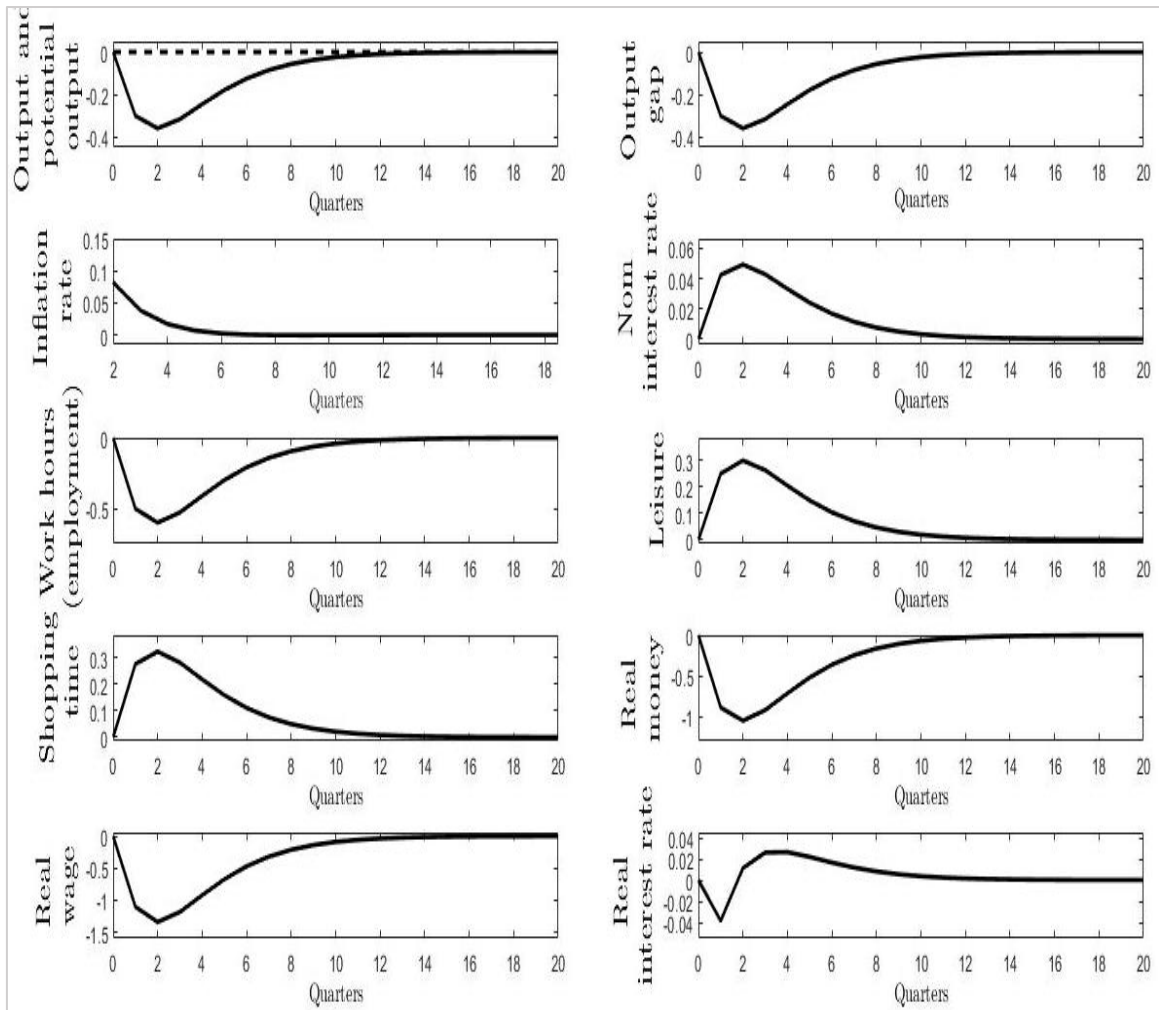 Output and
potential
output
0
-0.2
-0.4
0 2 4 6 8 10 12 14 16 18 20
Quarters
Output
gap
0
-0.2
-0.4
0 2 4 6 8 10 12 14 16 18 20
Quarters
Inflation
rate
0.15
0.1
0.05
0
2 4 6 8 10 12 14 16 18
Quarters
Nom
interest rate
0.06
0.04
0.02
0
0 2 4 6 8 10 12 14 16 18 20
Quarters
Work hours
(employment)
0
-0.5
0 2 4 6 8 10 12 14 16 18 20
Quarters
Leisure
0.3
0.2
0.1
0
0 2 4 6 8 10 12 14 16 18 20
Quarters
Shopping
time
0.3
0.2
0.1
0
0 2 4 6 8 10 12 14 16 18 20
Quarters
Real
money
0
-0.5
-1
0 2 4 6 8 10 12 14 16 18 20
Quarters
Real
wage
0
-0.5
-1
-1.5
0 2 4 6 8 10 12 14 16 18 20
Quarters
Real
interest rate
0.04
0.02
0
-0.02
-0.04
0 2 4 6 8 10 12 14 16 18 20
Quarters